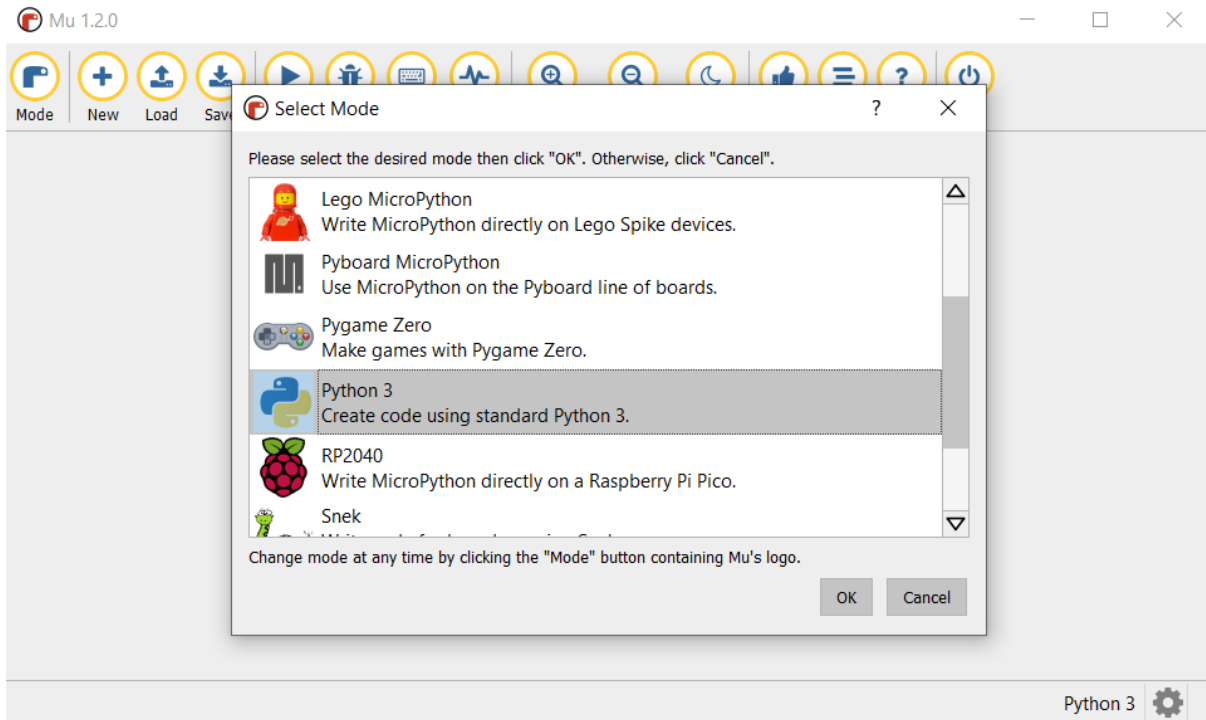 Mu 1.2.0
Mode New Load Save
Select Mode ?
Please select the desired mode then click "OK". Otherwise, click "Cancel".
Lego MicroPython
Write MicroPython directly on Lego Spike devices.
Pyboard MicroPython
Use MicroPython on the Pyboard line of boards.
Pygame Zero
Make games with Pygame Zero.
Python 3
Create code using standard Python 3.
RP2040
Write MicroPython directly on a Raspberry Pi Pico.
Snek
Change mode at any time by clicking the "Mode" button containing Mu's logo.
OK Cancel
Python 3